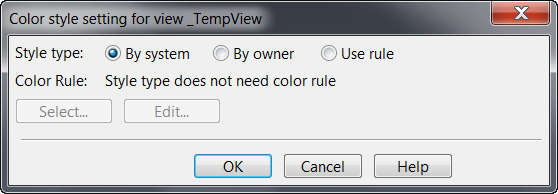 Color style setting for view _TempView
Style type: By system By owner Use rule
Color Rule: Style type does not need color rule
Select... Edit...
OK Cancel Help